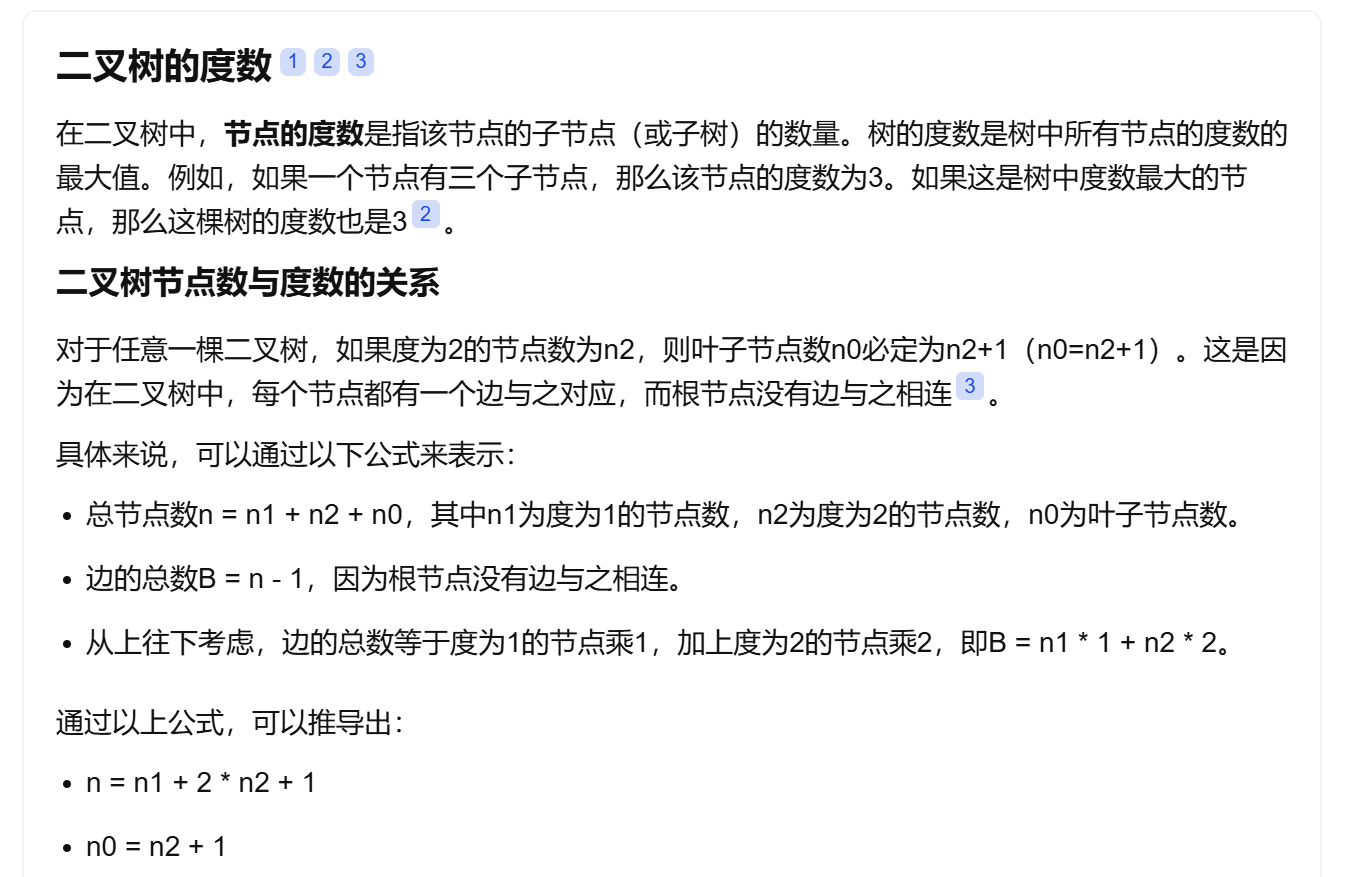 二叉树的度数 1 2 3
在二叉树中，节点的度数是指该节点的子节点（或子树）的数量。树的度数是树中所有节点的度数的
最大值。例如，如果一个节点有三个子节点，那么该节点的度数为3。如果这是树中度数最大的节
点，那么这棵树的度数也是3 2 。
二叉树节点数与度数的关系
对于任意一棵二叉树，如果度为2的节点数为n2，则叶子节点数n0必定为n2+1（n0=n2+1）。这是因
为在二叉树中，每个节点都有一个边与之对应，而根节点没有边与之相连 3 。
具体来说，可以通过以下公式来表示：
• 总节点数n = n1 + n2 + n0，其中n1为度为1的节点数，n2为度为2的节点数，n0为叶子节点数。
• 边的总数B = n - 1，因为根节点没有边与之相连。
• 从上往下考虑，边的总数等于度为1的节点乘1，加上度为2的节点乘2，即B = n1 * 1 + n2 * 2。
通过以上公式，可以推导出：
• n = n1 + 2 * n2 + 1
• n0 = n2 + 1